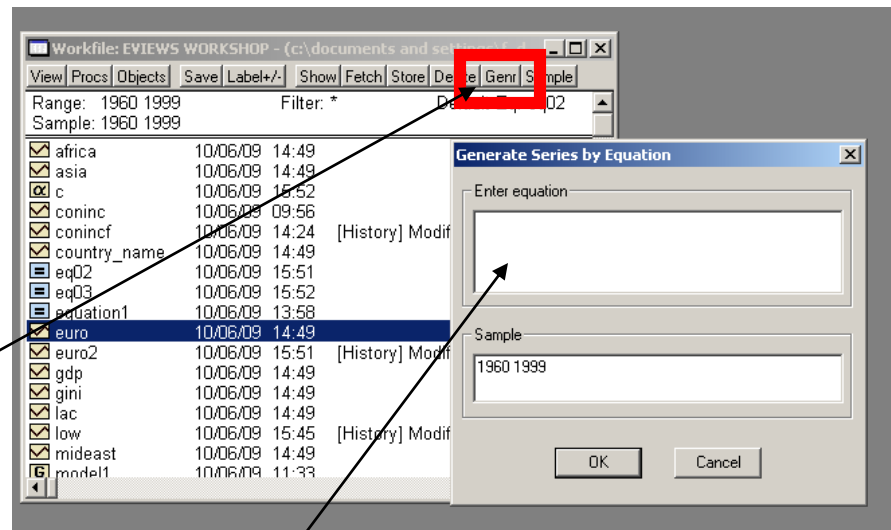 Workfile: EVIEWS WORKSHOP - (c:\documents and
View Procs Objects Save Label+/- Show Fetch Store Genr
Range: 1960 1999 Filter: *
Sample: 1960 1999
africa 10/06/09 14:49
asia 10/06/09 14:49
c 10/06/09 15:52
coninc 10/06/09 09:56
conincf 10/06/09 14:24 [History] Modif
country_name 10/06/09 14:49
eq02 10/06/09 15:51
eq03 10/06/09 15:52
equation1 10/06/09 13:58
euro 10/06/09 14:49
euro2 10/06/09 15:51 [History] Modif
gdp 10/06/09 14:49
gini 10/06/09 14:49
lac 10/06/09 14:49
low 10/06/09 15:45 [History] Modif
mideast 10/06/09 14:49
model1 10/06/09 11:33
Generate Series by Equation
Enter equation
Sample
1960 1999
OK Cancel